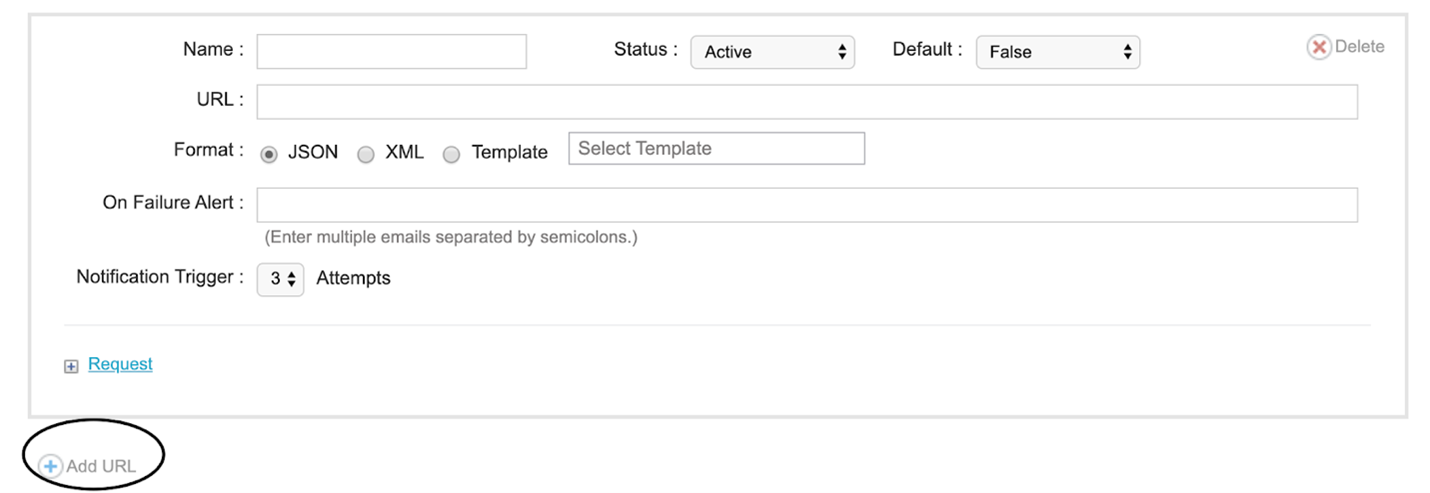 Name : Status : Active Default : False Delete
URL :
Format : JSON XML Template Select Template
On Failure Alert :
(Enter multiple emails separated by semicolons.)
Notification Trigger : 3 Attempts
Request
Add URL